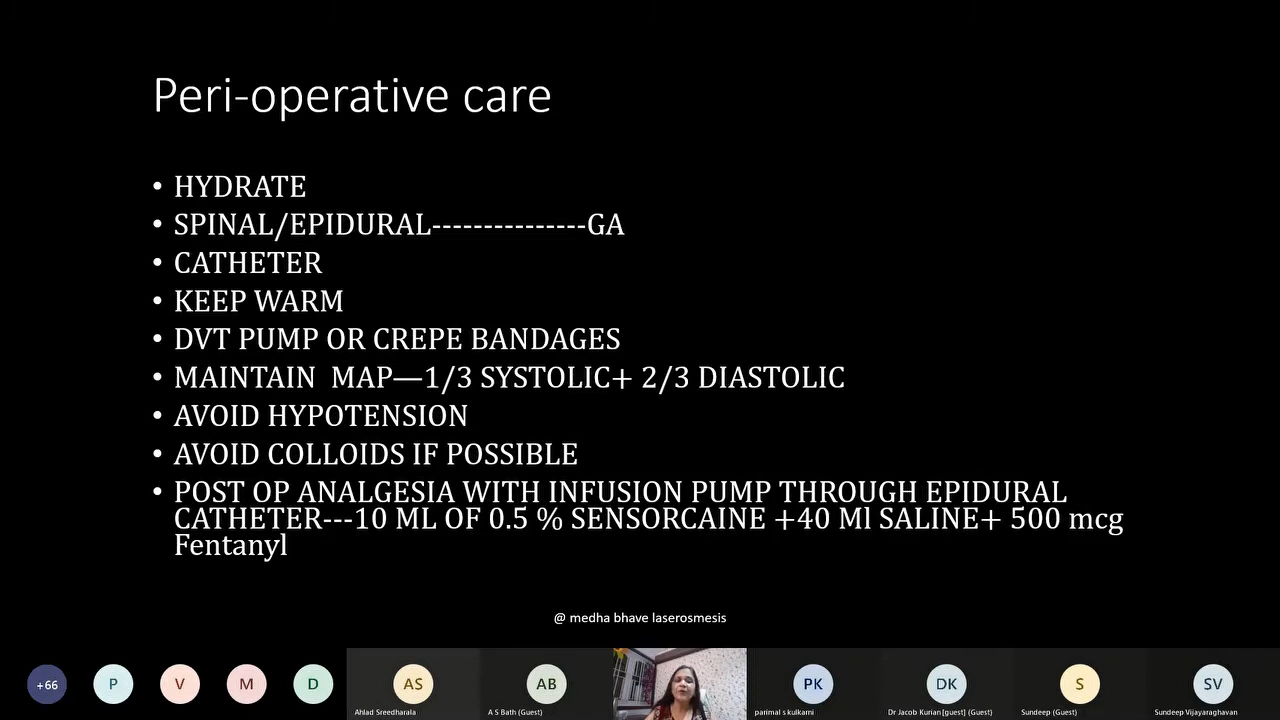 Peri-operative care
• HYDRATE
• SPINAL/EPIDURAL---------------GA
• CATHETER
• KEEP WARM
• DVT PUMP OR CREPE BANDAGES
• MAINTAIN  MAP—1/3 SYSTOLIC+ 2/3 DIASTOLIC
• AVOID HYPOTENSION
• AVOID COLLOIDS IF POSSIBLE
• POST OP ANALGESIA WITH INFUSION PUMP THROUGH EPIDURAL
CATHETER---10 ML OF 0.5 % SENSORCAINE +40 Ml SALINE+ 500 mcg
Fentanyl
@ medha bhave laserosmesis
+66 P V M D AS AB PK DK S SV
Ahlad Sreedharala A S Bath (Guest) parimal s kulkarni Dr Jacob Kurian[guest] (Guest) Sundeep (Guest) Sundeep Vijayaraghavan